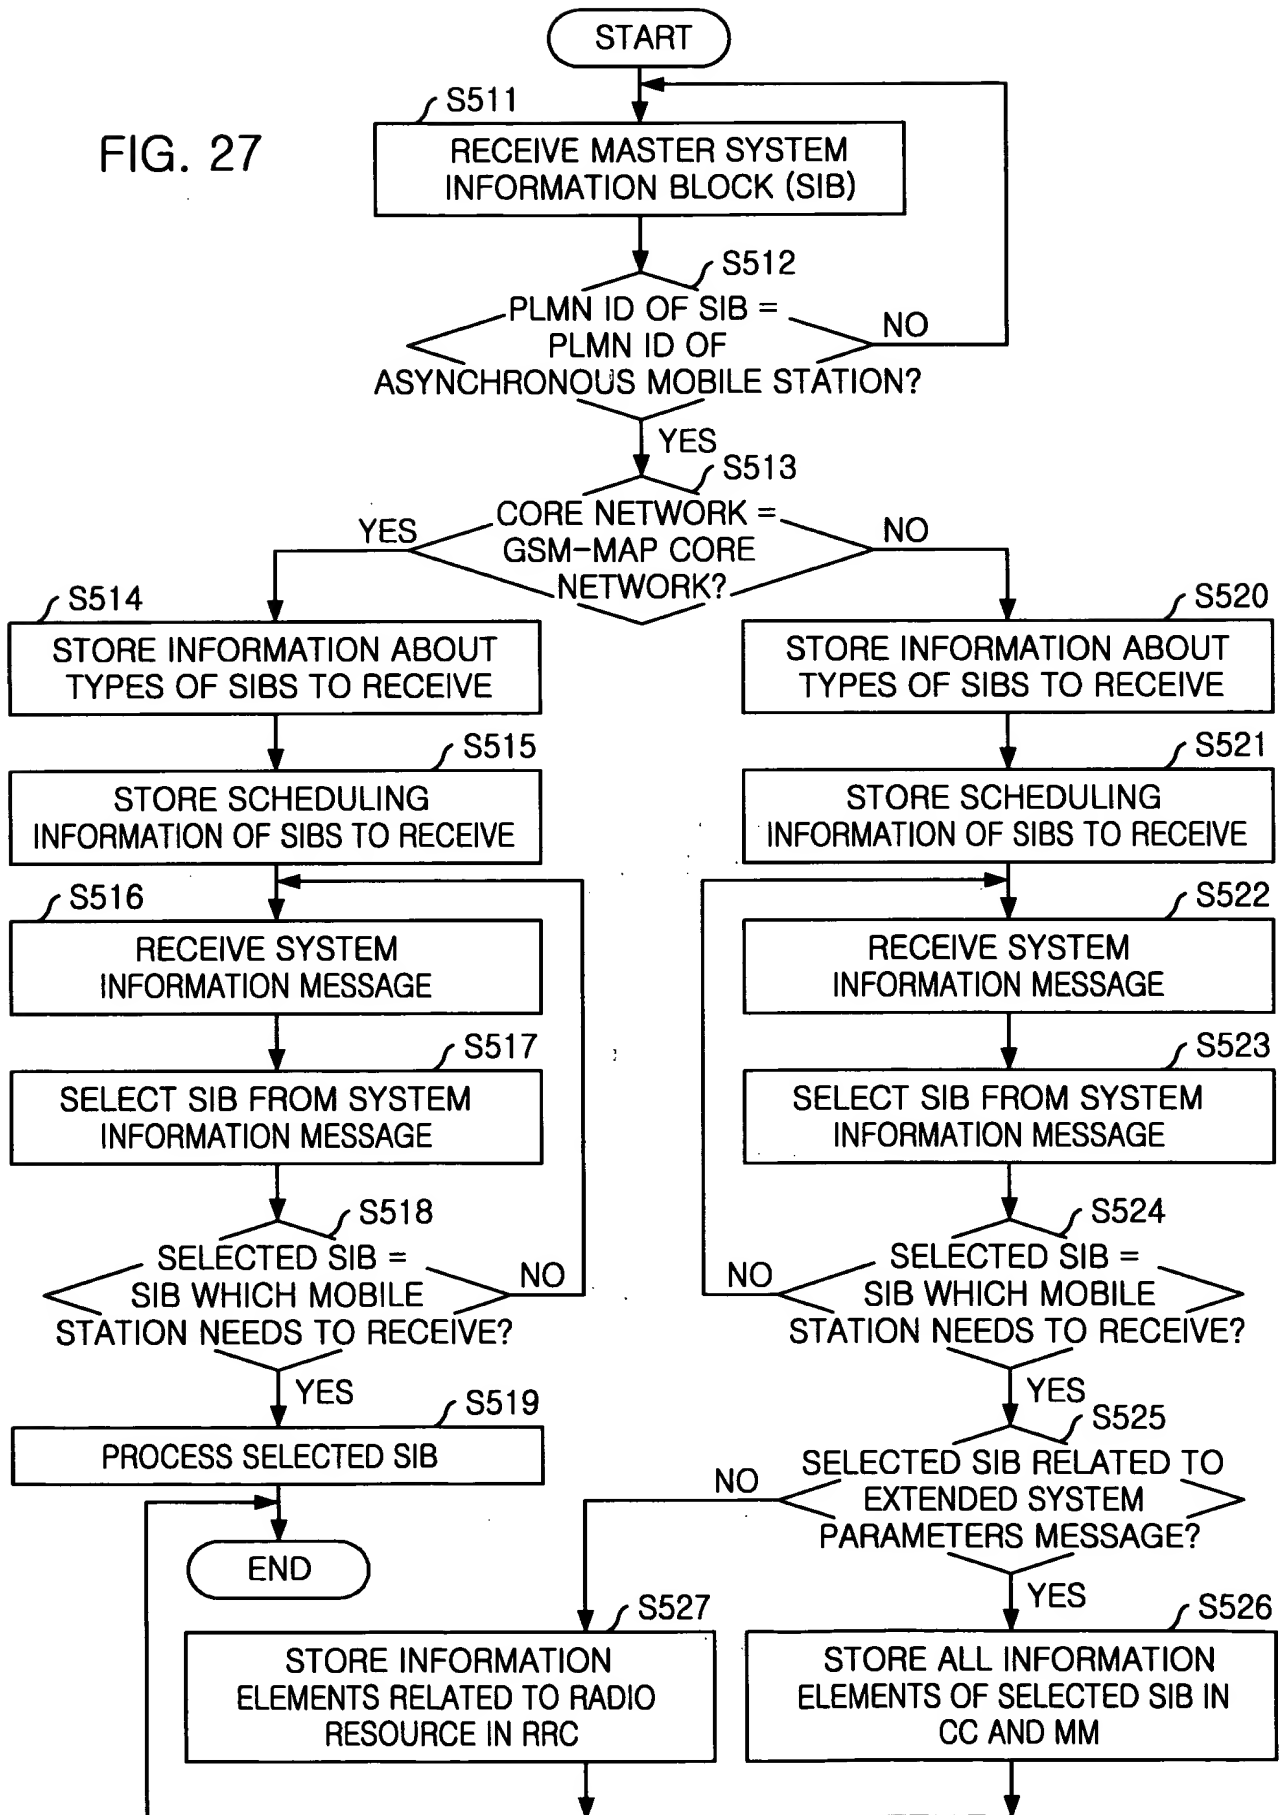 START
S511
FIG. 27
RECEIVE MASTER SYSTEM
INFORMATION BLOCK (SIB)
S512
PLMN ID OF SIB =
PLMN ID OF
ASYNCHRONOUS MOBILE STATION?
NO
YES
S513
CORE NETWORK =
GSM-MAP CORE
NETWORK?
YES
NO
S514
STORE INFORMATION ABOUT
TYPES OF SIBS TO RECEIVE
S520
STORE INFORMATION ABOUT
TYPES OF SIBS TO RECEIVE
S515
STORE SCHEDULING
INFORMATION OF SIBS TO RECEIVE
S521
STORE SCHEDULING
INFORMATION OF SIBS TO RECEIVE
S516
RECEIVE SYSTEM
INFORMATION MESSAGE
S522
RECEIVE SYSTEM
INFORMATION MESSAGE
S517
SELECT SIB FROM SYSTEM
INFORMATION MESSAGE
S523
SELECT SIB FROM SYSTEM
INFORMATION MESSAGE
S518
SELECTED SIB =
SIB WHICH MOBILE
STATION NEEDS TO RECEIVE?
NO
YES
S524
SELECTED SIB =
SIB WHICH MOBILE
STATION NEEDS TO RECEIVE?
NO
YES
S519
PROCESS SELECTED SIB
END
S525
SELECTED SIB RELATED TO
EXTENDED SYSTEM
PARAMETERS MESSAGE?
NO
YES
S527
STORE INFORMATION
ELEMENTS RELATED TO RADIO
RESOURCE IN RRC
S526
STORE ALL INFORMATION
ELEMENTS OF SELECTED SIB IN
CC AND MM